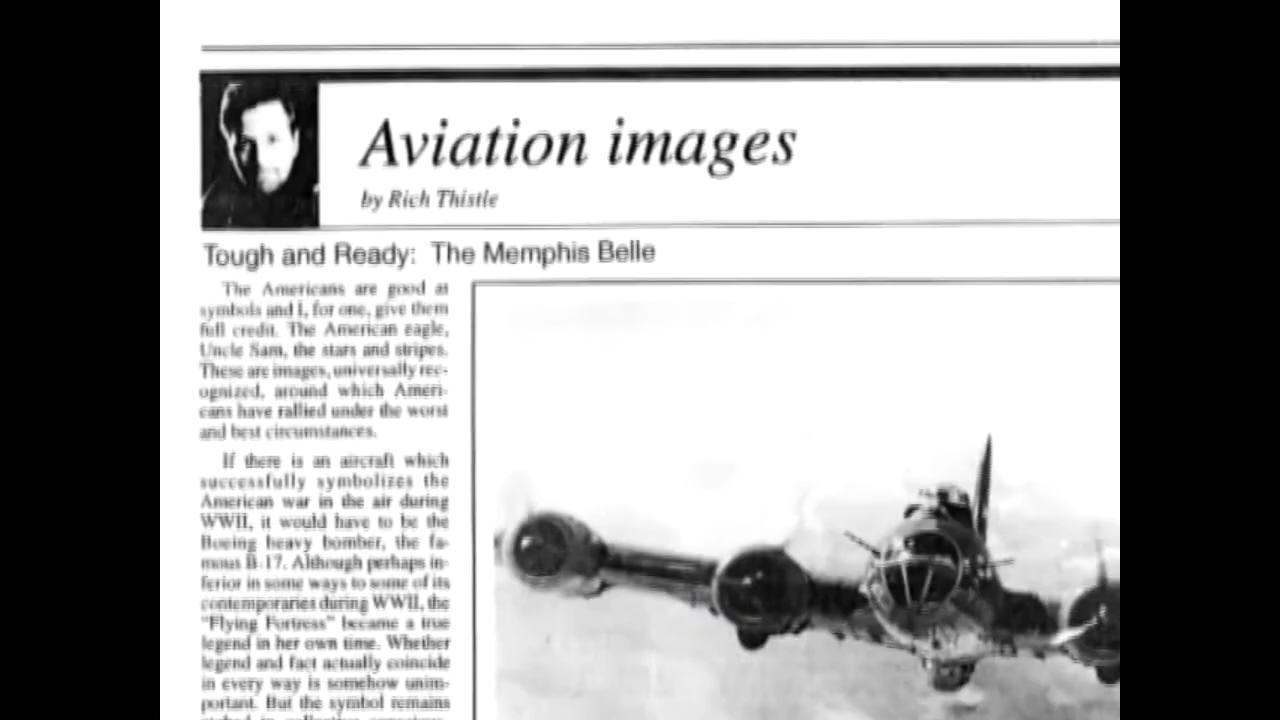 Aviation images
by Rich Thistle
Tough and Ready: The Memphis Belle
The Americans are good at
symbols and I, for one, give them
full credit. The American eagle,
Uncle Sam, the stars and stripes.
These are images, universally rec-
ognized, around which Ameri-
cans have rallied under the worst
and best circumstances.
If there is an aircraft which
successfully symbolizes the
American war in the air during
WWII, it would have to be the
Boeing heavy bomber, the fa-
mous B-17. Although perhaps in-
ferior in some ways to some of its
contemporaries during WWII, the
"Flying Fortress" became a true
legend in her own time. Whether
legend and fact actually coincide
in every way is somehow unim-
portant. But the symbol remains